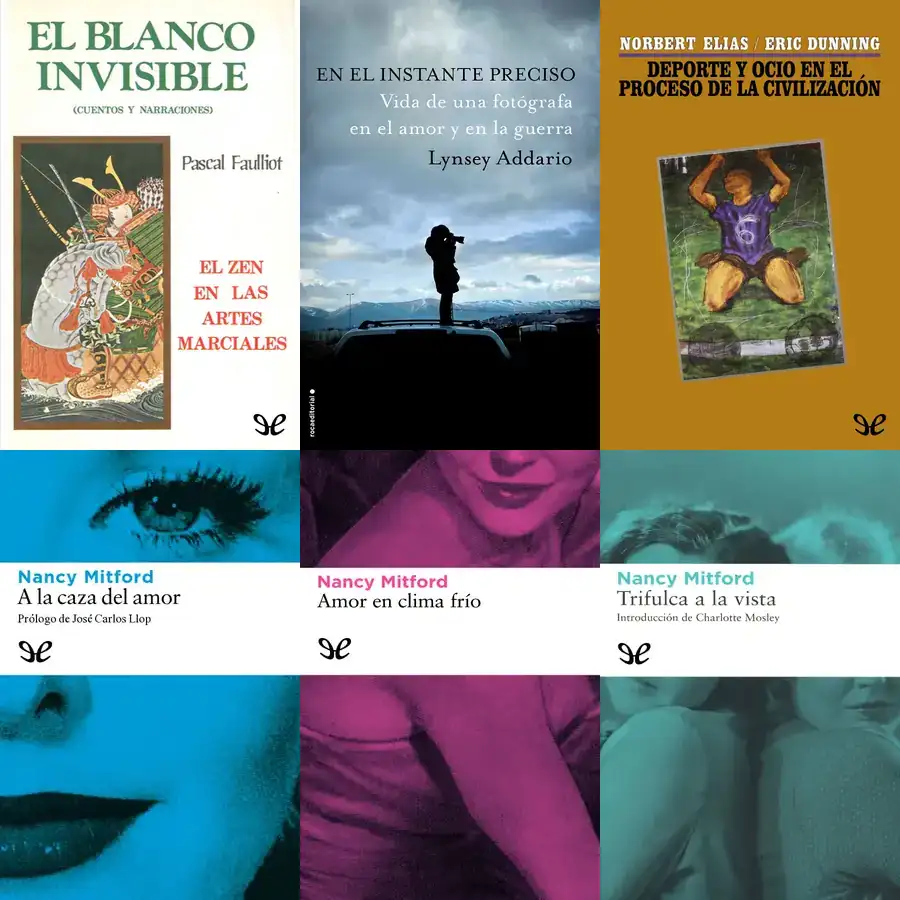 EL BLANCO
INVISIBLE
(CUENTOS Y NARRACIONES)
Pascal Faulliot
EL ZEN
EN LAS
ARTES
MARCIALES
EN EL INSTANTE PRECISO
Vida de una fotógrafa
en el amor y en la guerra
Lynsey Addario
rocaeditorial
NORBERT ELIAS / ERIC DUNNING
DEPORTE Y OCIO EN EL
PROCESO DE LA CIVILIZACIÓN
6
Nancy Mitford
A la caza del amor
Prólogo de José Carlos Llop
Nancy Mitford
Amor en clima frío
Nancy Mitford
Trifulca a la vista
Introducción de Charlotte Mosley